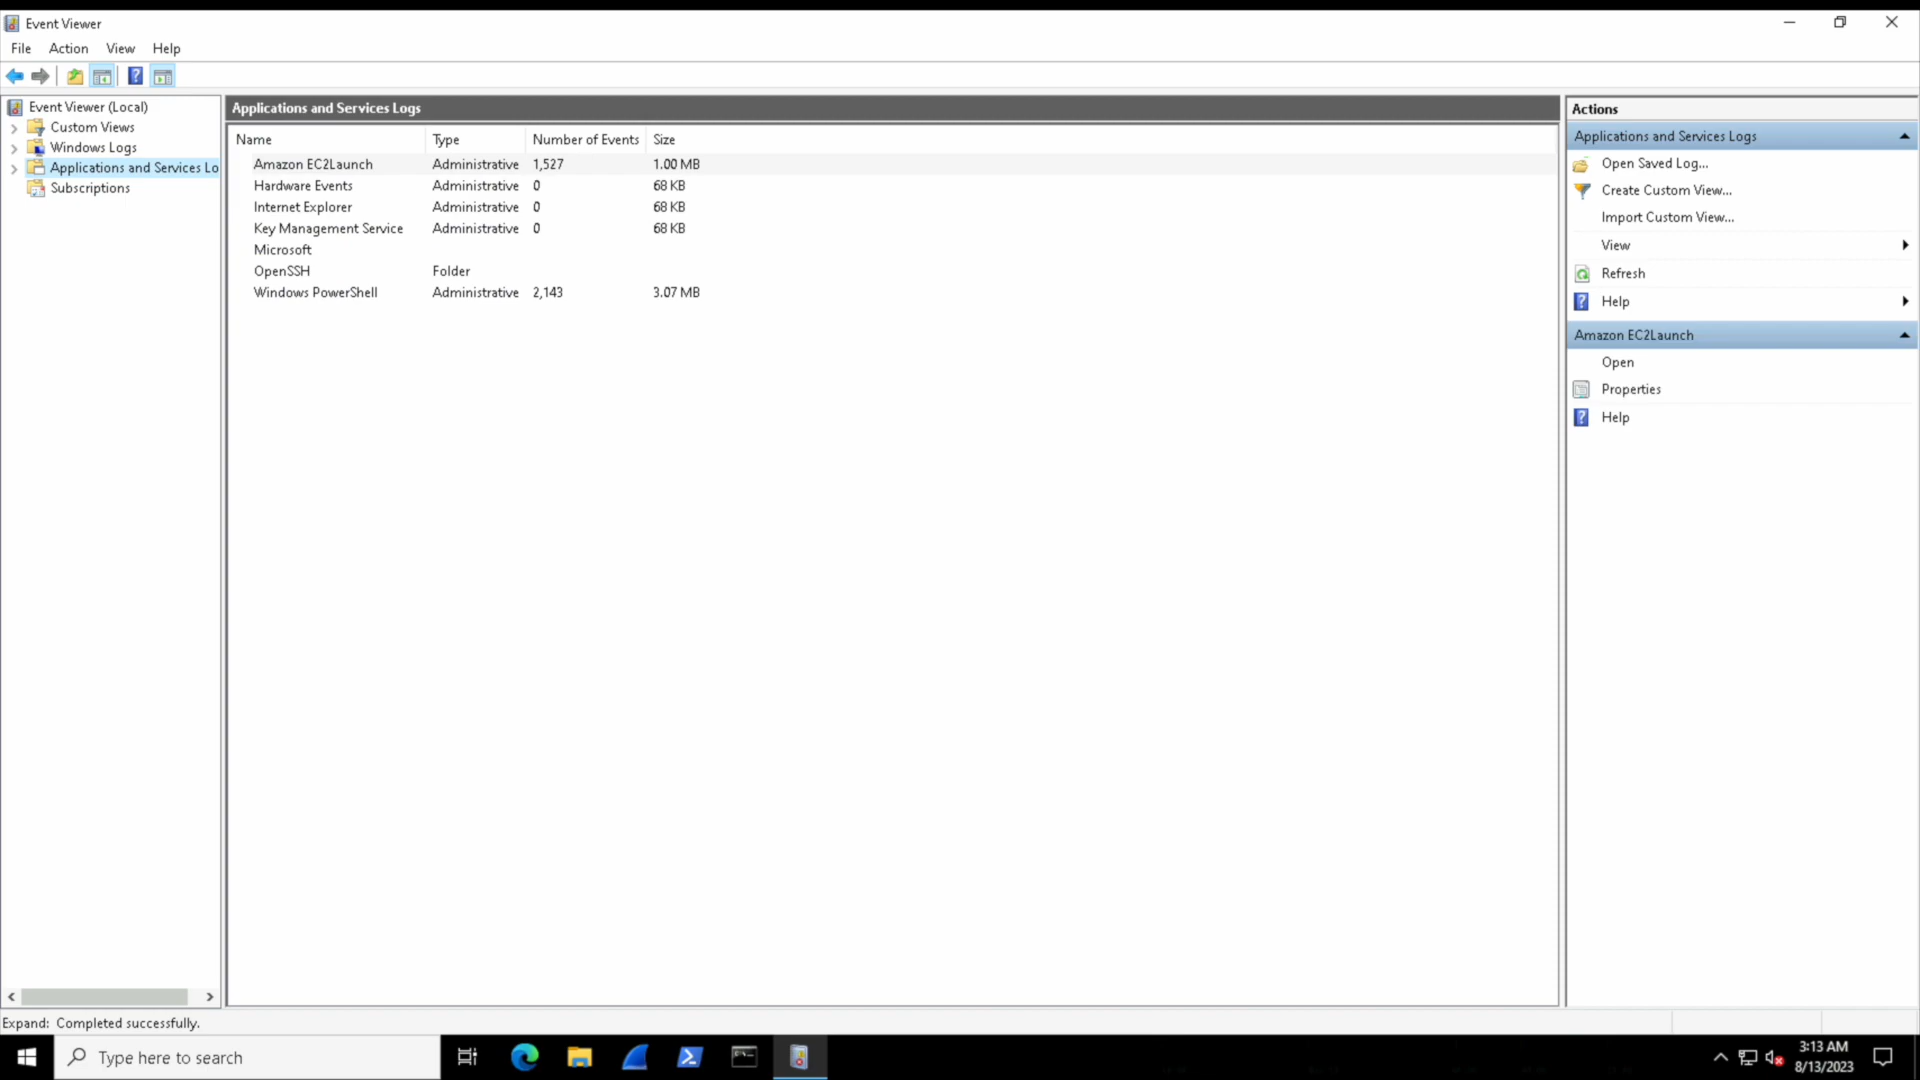 Event Viewer
File Action View Help
Event Viewer (Local)
Custom Views
Windows Logs
Applications and Services Lo
Subscriptions
Applications and Services Logs
Name Type Number of Events Size
Amazon EC2Launch Administrative 1,527 1.00 MB
Hardware Events Administrative 0 68 KB
Internet Explorer Administrative 0 68 KB
Key Management Service Administrative 0 68 KB
Microsoft
OpenSSH Folder
Windows PowerShell Administrative 2,143 3.07 MB
Actions
Applications and Services Logs
Open Saved Log...
Create Custom View...
Import Custom View...
View
Refresh
Help
Amazon EC2Launch
Open
Properties
Help
Expand: Completed successfully.
Type here to search
3:13 AM
8/13/2023